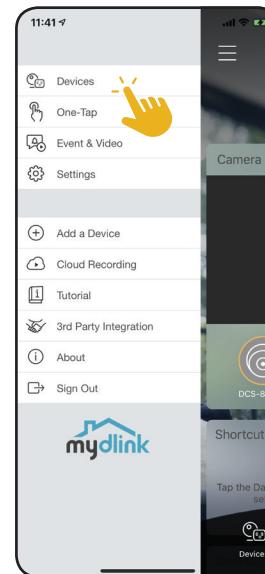 11:41
Devices
One-Tap
Event & Video
Settings
Add a Device
Cloud Recording
Tutorial
3rd Party Integration
About
Sign Out
mydlink
Camera
DCS-8
Shortcut
Tap the Da
se
Device